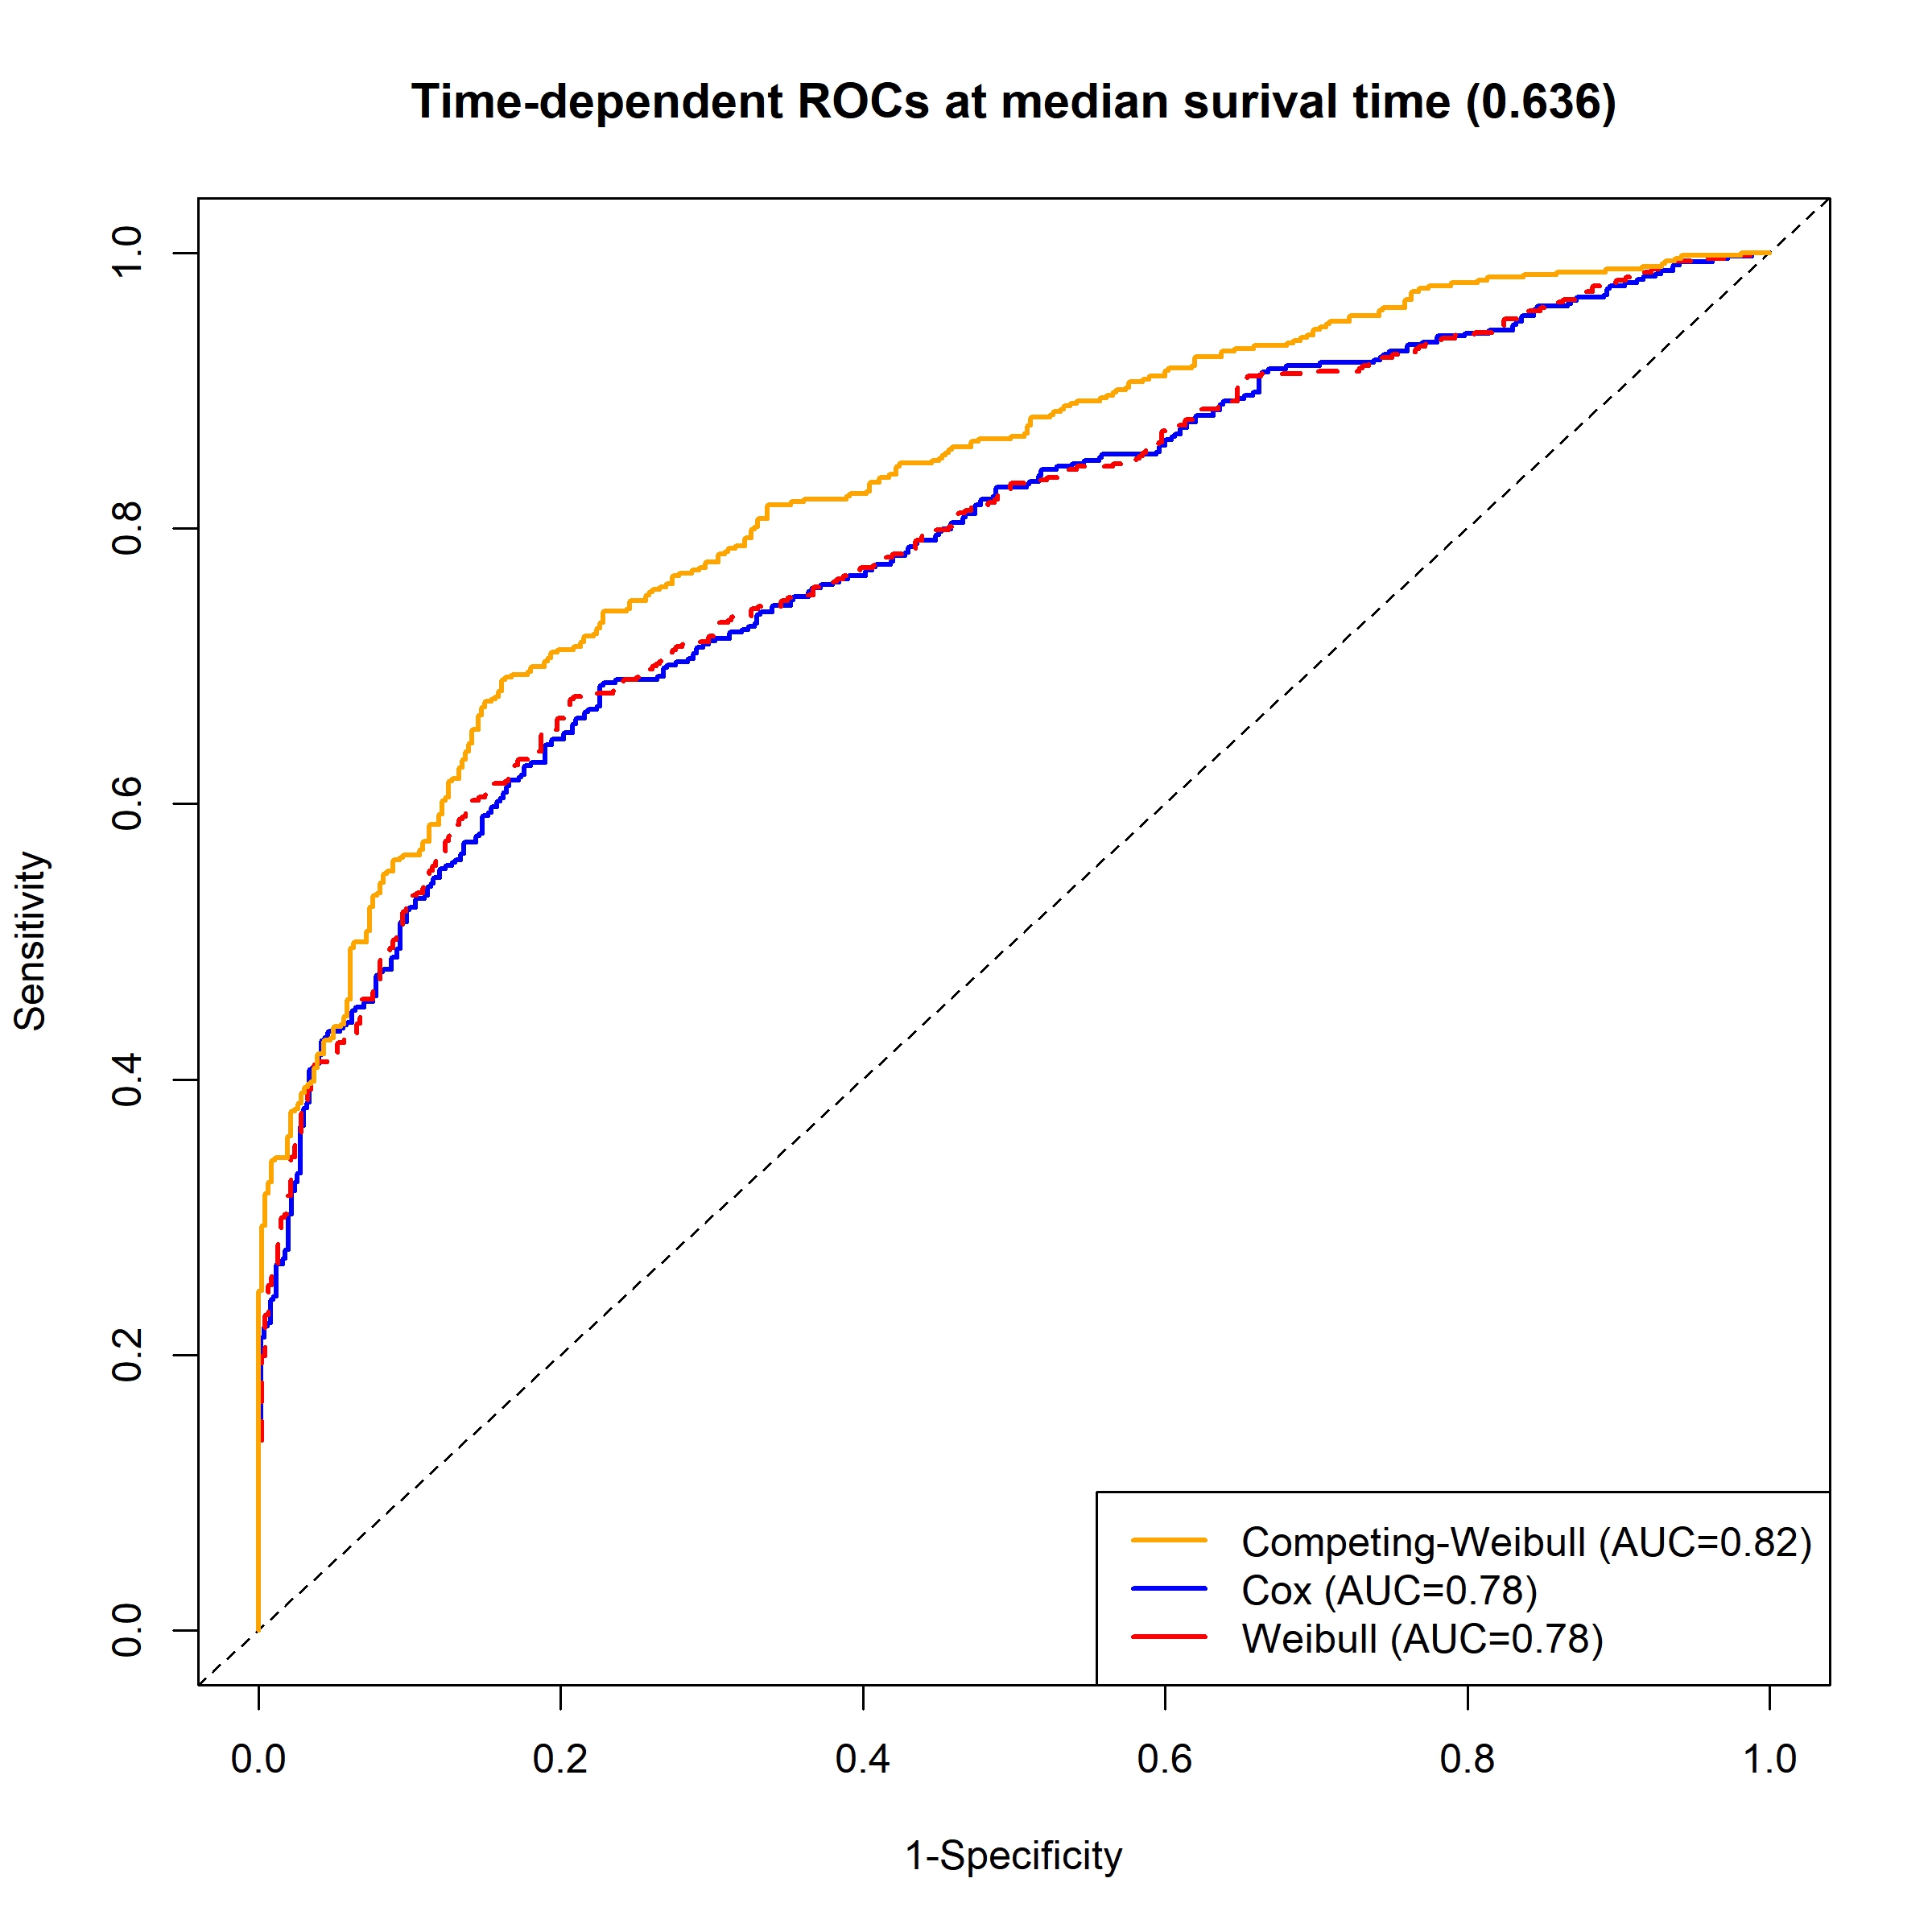 Time-dependent ROCs at median surival time (0.636)
1.0
0.8
0.6
0.4
0.2
0.0
Sensitivity
Competing-Weibull (AUC=0.82)
Cox (AUC=0.78)
Weibull (AUC=0.78)
0.0 0.2 0.4 0.6 0.8 1.0
1-Specificity